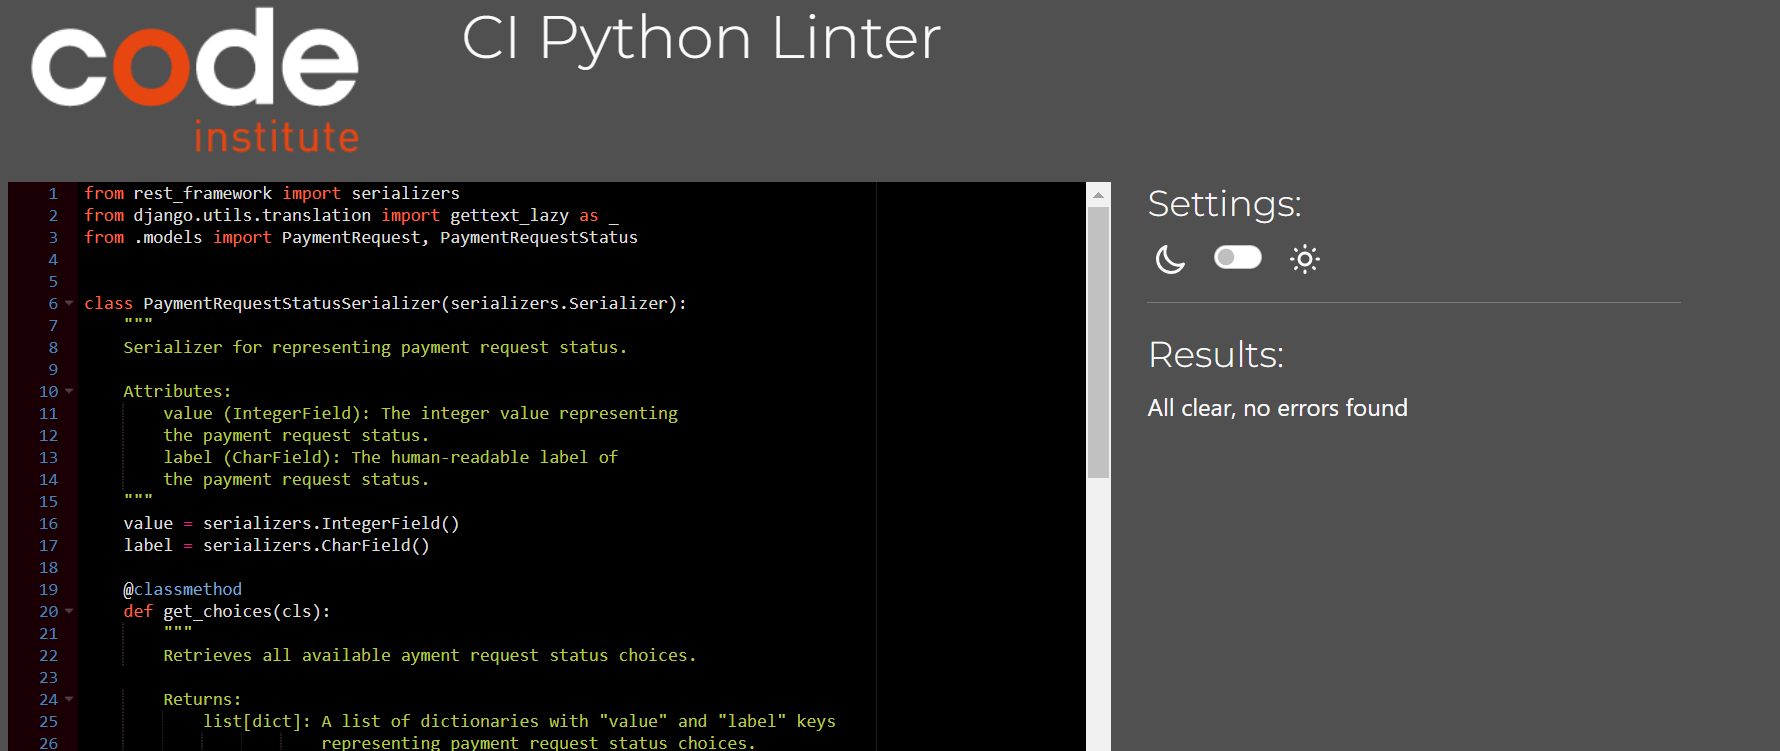 code
institute
CI Python Linter
1 from rest_framework import serializers
2 from django.utils.translation import gettext_lazy as _
3 from .models import PaymentRequest, PaymentRequestStatus
4
5
6 class PaymentRequestStatusSerializer(serializers.Serializer):
7 """
8 Serializer for representing payment request status.
9
10 Attributes:
11 value (IntegerField): The integer value representing
12 the payment request status.
13 label (CharField): The human-readable label of
14 the payment request status.
15 """
16 value = serializers.IntegerField()
17 label = serializers.CharField()
18
19 @classmethod
20 def get_choices(cls):
21 """
22 Retrieves all available ayment request status choices.
23
24 Returns:
25 list[dict]: A list of dictionaries with "value" and "label" keys
26 representing payment request status choices.
Settings:
Results:
All clear, no errors found